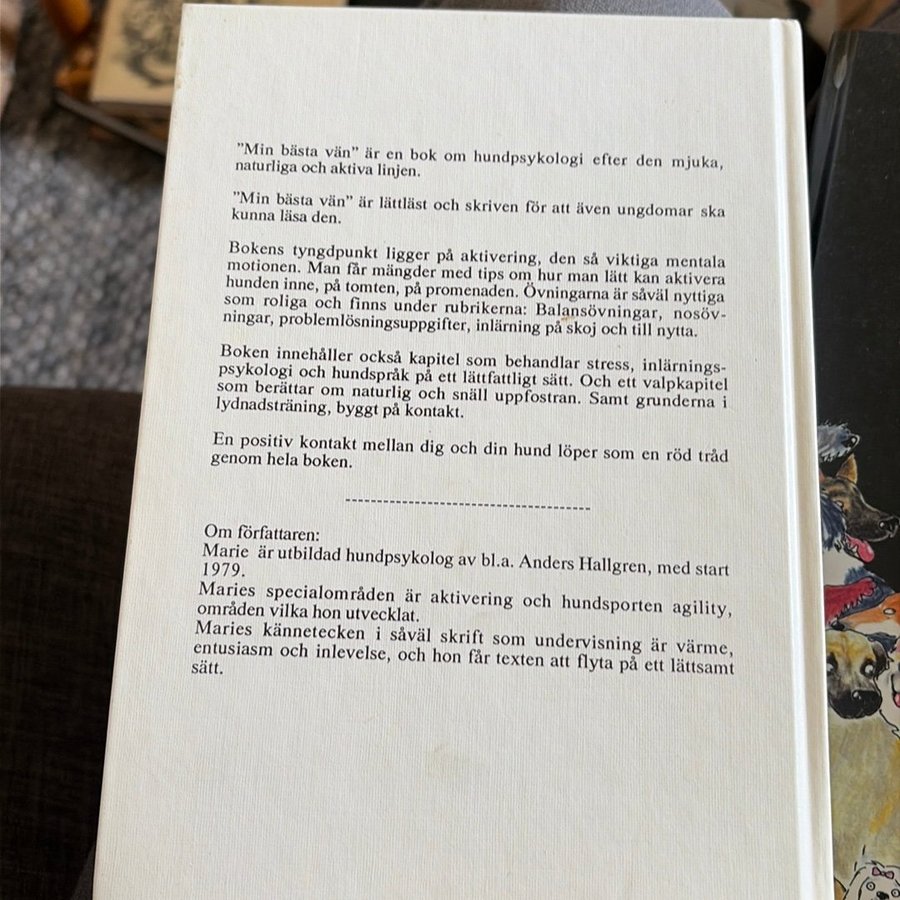 "Min bästa vän" är en bok om hundpsykologi efter den mjuka,
naturliga och aktiva linjen.
"Min bästa vän" är lättläst och skriven för att även ungdomar ska
kunna läsa den.
Bokens tyngdpunkt ligger på aktivering, den så viktiga mentala
motionen. Man får mängder med tips om hur man lätt kan aktivera
hunden inne, på tomten, på promenaden. Övningarna är såväl nyttiga
som roliga och finns under rubrikerna: Balansövningar, nosöv-
ningar, problemlösningsuppgifter, inlärning på skoj och till nytta.
Boken innehåller också kapitel som behandlar stress, inlärnings-
psykologi och hundspråk på ett lättfattligt sätt. Och ett valpkapitel
som berättar om naturlig och snäll uppfostran. Samt grunderna i
lydnadsträning, byggt på kontakt.
En positiv kontakt mellan dig och din hund löper som en röd tråd
genom hela boken.
Om författaren:
Marie är utbildad hundpsykolog av bl.a. Anders Hallgren, med start
1979.
Maries specialområden är aktivering och hundsporten agility,
områden vilka hon utvecklat.
Maries kännetecken i såväl skrift som undervisning är värme,
entusiasm och inlevelse, och hon får texten att flyta på ett lättsamt
sätt.